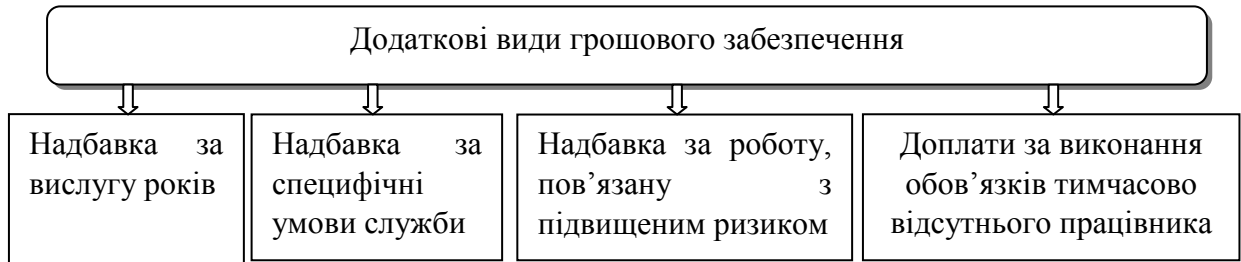 Додаткові види грошового забезпечення
Надбавка за
вислугу років
Надбавка за
специфічні
умови служби
Надбавка за роботу,
пов’язану з
підвищеним ризиком
Доплати за виконання
обов’язків тимчасово
відсутнього працівника